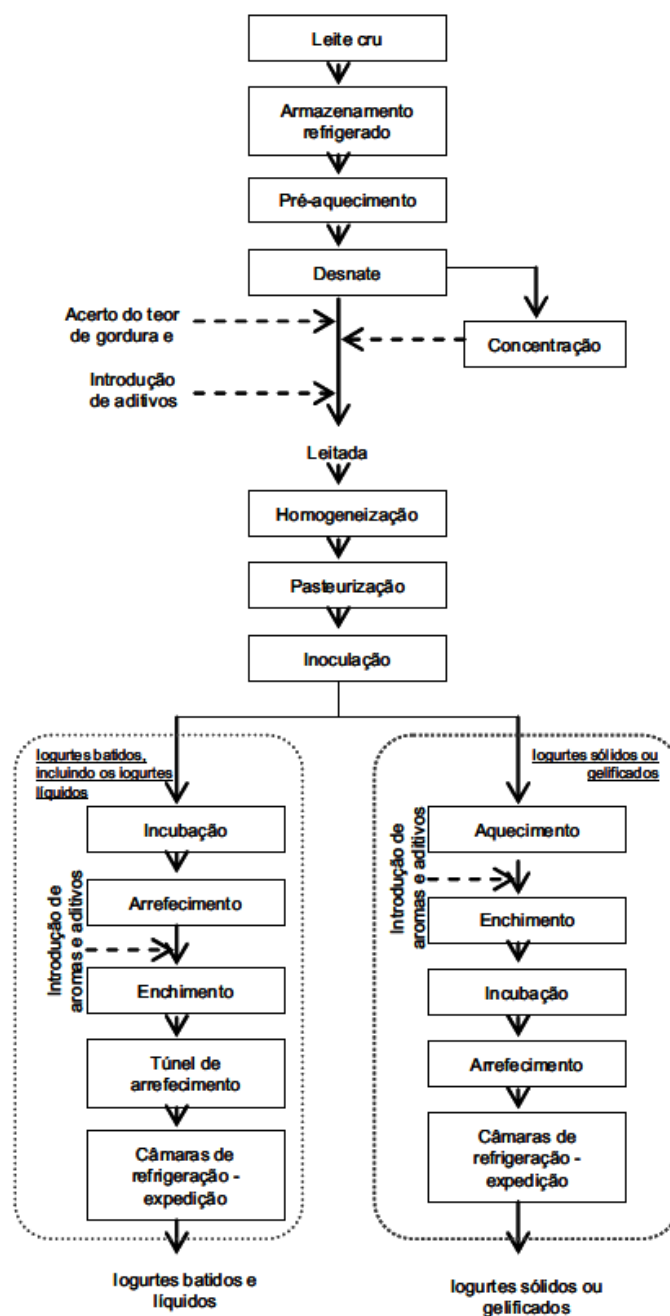 Leite cru
Armazenamento
refrigerado
Pré-aquecimento
Desnate
Acerto do teor
de gordura e
Concentração
Introdução
de aditivos
Leitada
Homogeneização
Pasteurização
Inoculação
Iogurtes batidos,
incluindo os iogurtes
líquidos
Incubação
Arrefecimento
Introdução de
aromas e aditivos
Enchimento
Túnel de
arrefecimento
Câmaras de
refrigeração -
expedição
Iogurtes batidos e
líquidos
Iogurtes sólidos ou
gelificados
Aquecimento
Introdução de
aromas e aditivos
Enchimento
Incubação
Arrefecimento
Câmaras de
refrigeração -
expedição
Iogurtes sólidos ou
gelificados